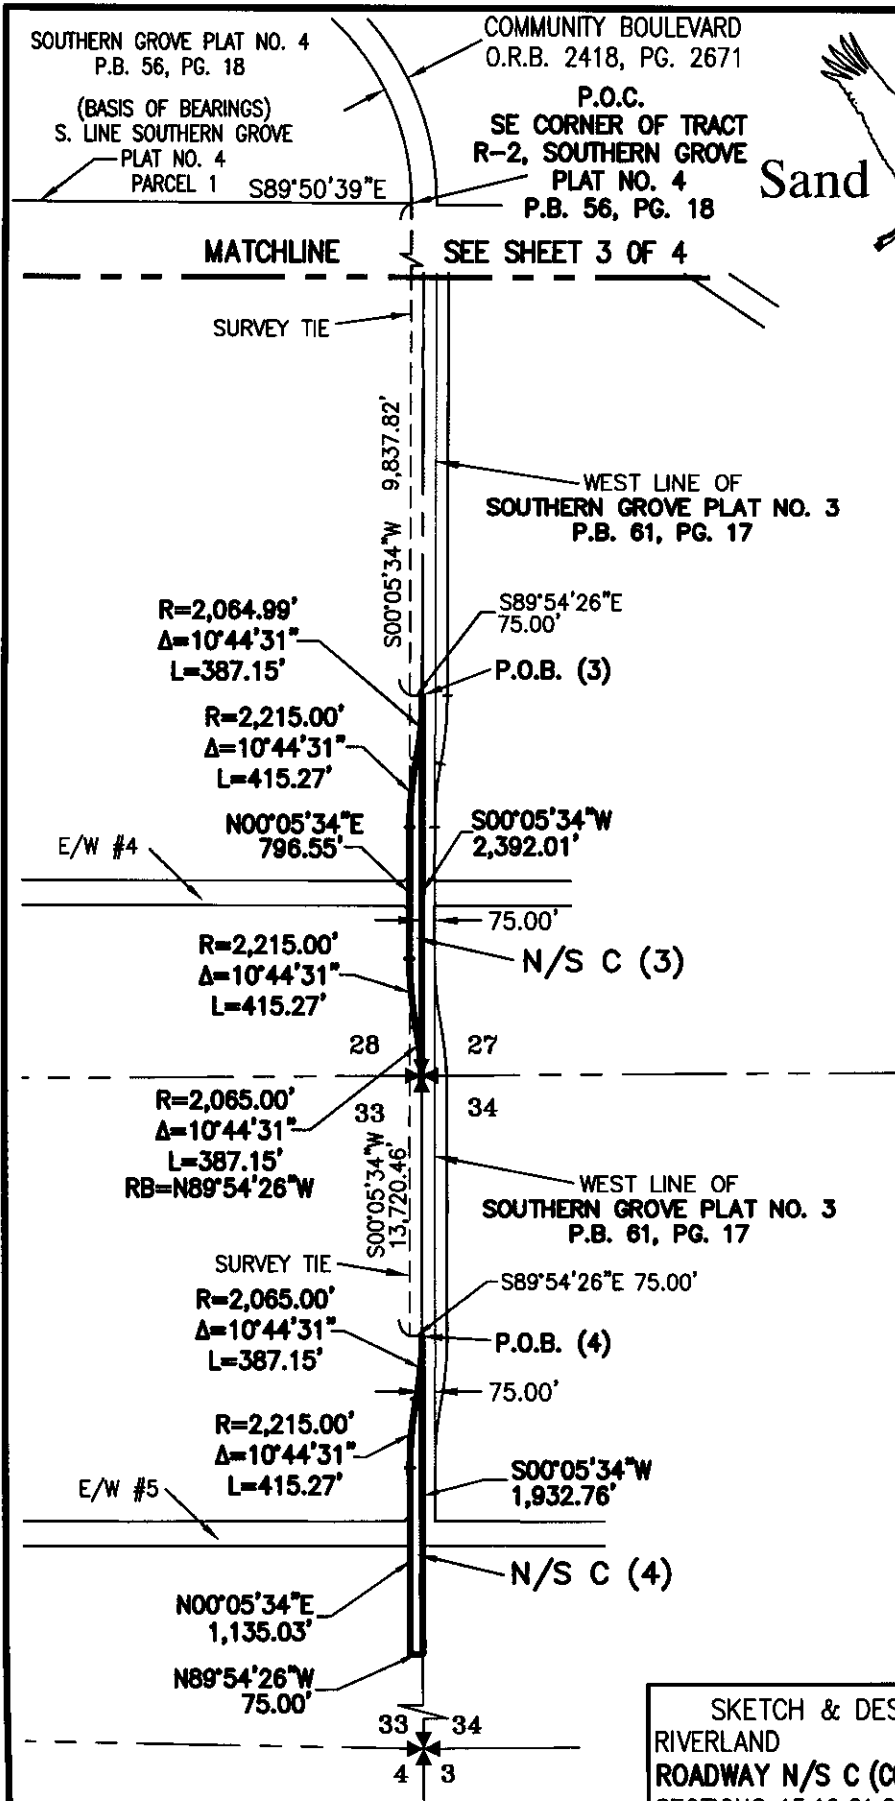 SOUTHERN GROVE PLAT NO. 4
P.B. 56, PG. 18
(BASIS OF BEARINGS)
S. LINE SOUTHERN GROVE
PLAT NO. 4
PARCEL 1
S89°50'39"E
COMMUNITY BOULEVARD
O.R.B. 2418, PG. 2671
P.O.C.
SE CORNER OF TRACT
R-2, SOUTHERN GROVE
PLAT NO. 4
P.B. 56, PG. 18
Sand
MATCHLINE SEE SHEET 3 OF 4
SURVEY TIE
S00°05'34"W 9,837.82'
WEST LINE OF
SOUTHERN GROVE PLAT NO. 3
P.B. 61, PG. 17
S89°54'26"E
75.00'
R=2,064.99'
Δ=10°44'31"
L=387.15'
P.O.B. (3)
R=2,215.00'
Δ=10°44'31"
L=415.27'
N00°05'34"E
796.55'
S00°05'34"W
2,392.01'
E/W #4
75.00'
R=2,215.00'
Δ=10°44'31"
L=415.27'
N/S C (3)
28 27
33 34
R=2,065.00'
Δ=10°44'31"
L=387.15'
RB=N89°54'26"W
S00°05'34"W
13,720.46'
WEST LINE OF
SOUTHERN GROVE PLAT NO. 3
P.B. 61, PG. 17
SURVEY TIE
S89°54'26"E 75.00'
R=2,065.00'
Δ=10°44'31"
L=387.15'
P.O.B. (4)
75.00'
R=2,215.00'
Δ=10°44'31"
L=415.27'
S00°05'34"W
1,932.76'
E/W #5
N/S C (4)
N00°05'34"E
1,135.03'
N89°54'26"W
75.00'
33 34
4 3
SKETCH & DES
RIVERLAND
ROADWAY N/S C (C